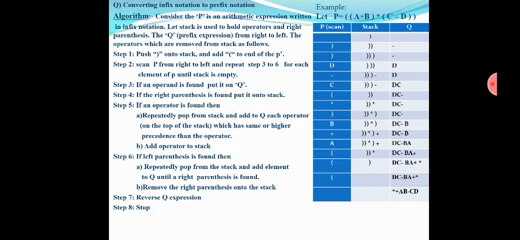 Q) Converting infix notation to prefix notation
Algorithm:- Consider the 'P' is an arithmetic expression written
in infix notation. Let stack is used to hold operators and right
parenthesis. The 'Q' (prefix expression) from right to left. The
operators which are removed from stack as follows.
Step 1: Push ")" onto stack, and add "(" to end of the p'.
Step 2: scan P from right to left and repeat step 3 to 6 for each
element of p until stack is empty.
Step 3: If an operand is found put it on 'Q'.
Step 4: If the right parenthesis is found put it onto stack.
Step 5: If an operator is found then
a)Repeatedly pop from stack and add to Q each operator
(on the top of the stack) which has same or higher
precedence than the operator.
b) Add operator to stack
Step 6: If left parenthesis is found then
a) Repeatedly pop from the stack and add element
to Q until a right parenthesis is found.
b)Remove the right parenthesis onto the stack
Step 7: Reverse Q expression
Step 8: Stop
Example:
Let P= ( ( A+B ) * ( C – D ) )
P (scan) Stack Q
)
) )) -
) ))) -
D ))) D
- )) ) - D
C )) ) - DC
( )) DC-
* ))* DC-
) ))*) DC-
B ))*) DC- B
+ ))*) + DC- B
A ))*) + DC-BA
( ))* DC- BA+
( ) DC- BA+ *
( DC-BA+*
*+AB-CD